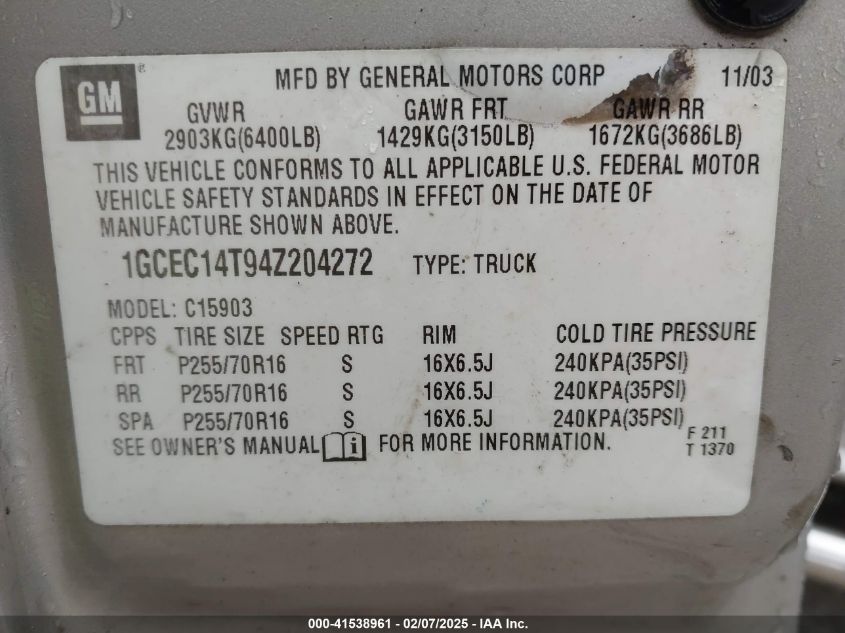 GM® MFD BY GENERAL MOTORS CORP 11/03
GVWR GAWR FRT GAWR RR
2903KG(6400LB) 1429KG(3150LB) 1672KG(3686LB)
THIS VEHICLE CONFORMS TO ALL APPLICABLE U.S. FEDERAL MOTOR
VEHICLE SAFETY STANDARDS IN EFFECT ON THE DATE OF
MANUFACTURE SHOWN ABOVE.
1GCEC14T94Z204272 TYPE: TRUCK
MODEL: C15903
CPPS TIRE SIZE SPEED RTG RIM COLD TIRE PRESSURE
FRT P255/70R16 S 16X6.5J 240KPA(35PSI)
RR P255/70R16 S 16X6.5J 240KPA(35PSI)
SPA P255/70R16 S 16X6.5J 240KPA(35PSI)
SEE OWNER'S MANUAL i FOR MORE INFORMATION.
F 211
T 1370
000-41538961 - 02/07/2025 - IAA Inc.